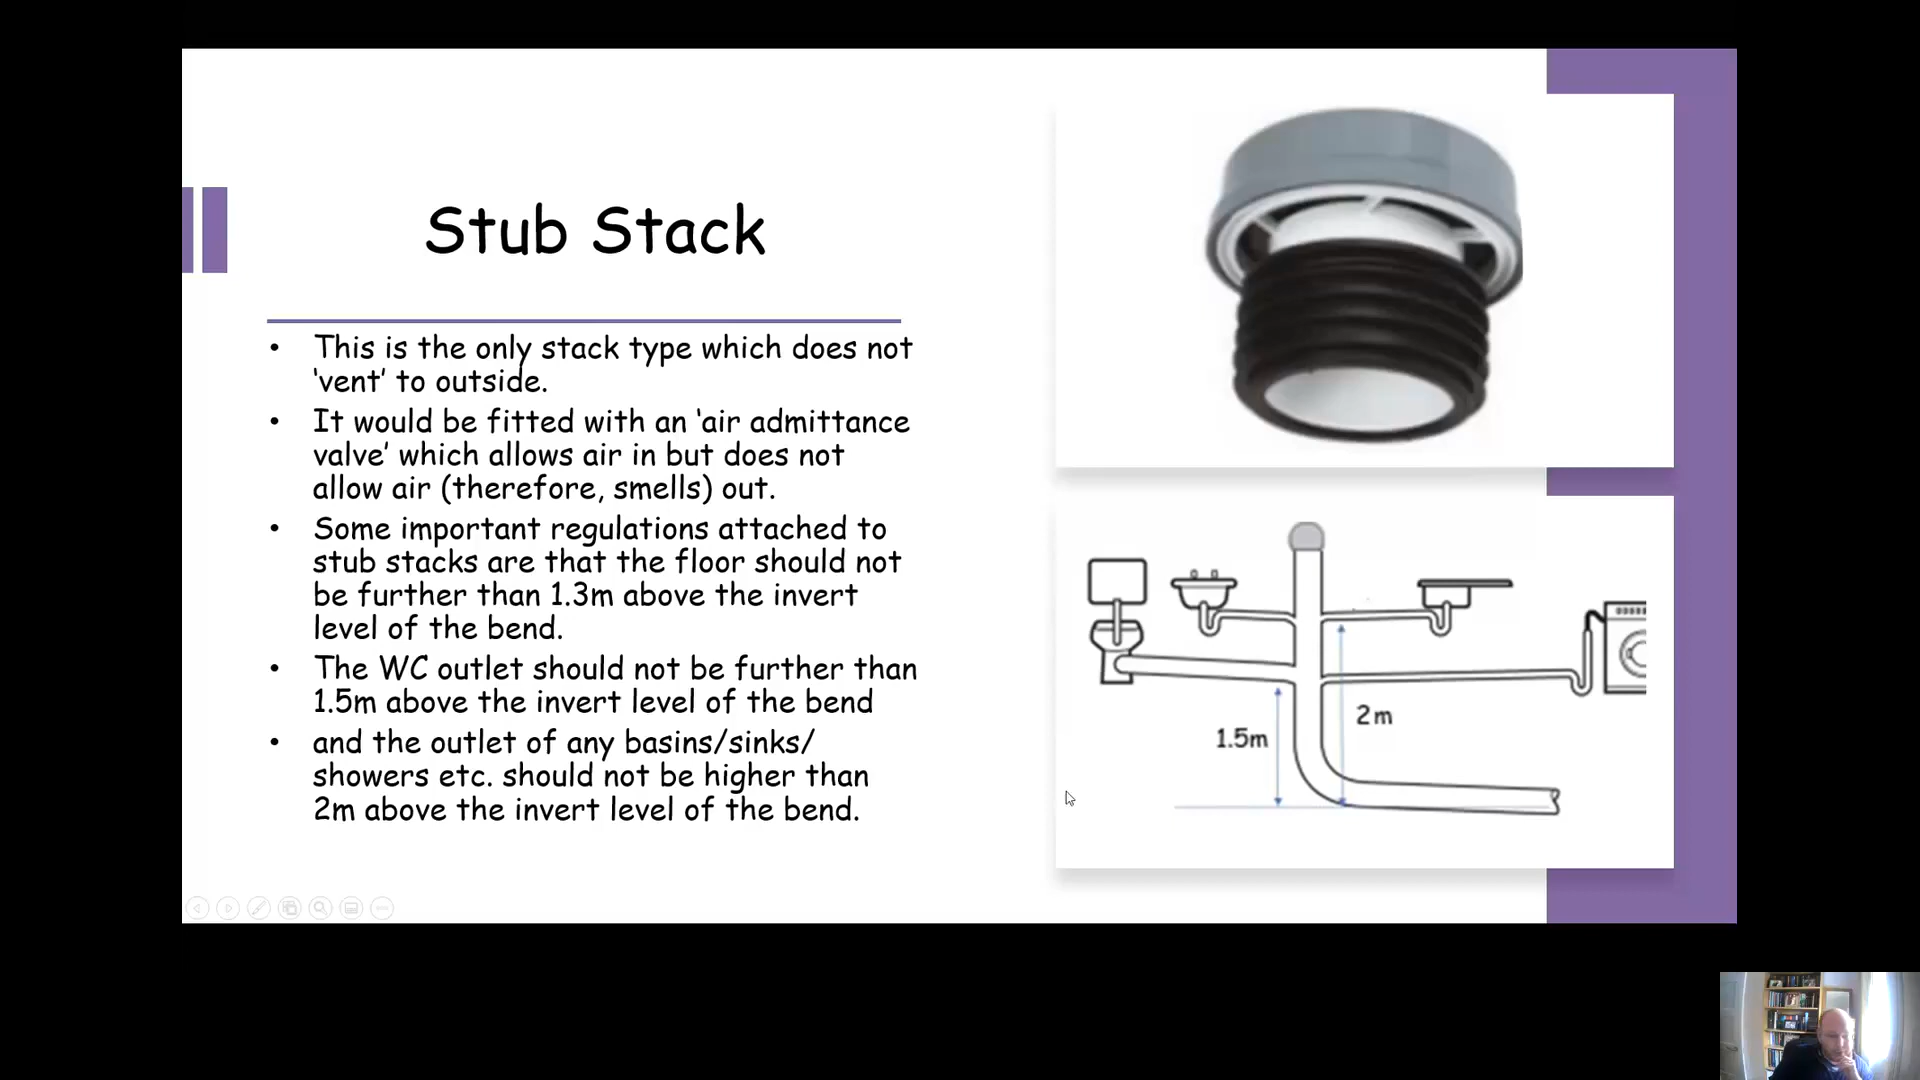 Stub Stack
• This is the only stack type which does not
‘vent’ to outside.
• It would be fitted with an ‘air admittance
valve’ which allows air in but does not
allow air (therefore, smells) out.
• Some important regulations attached to
stub stacks are that the floor should not
be further than 1.3m above the invert
level of the bend.
• The WC outlet should not be further than
1.5m above the invert level of the bend
• and the outlet of any basins/sinks/
showers etc. should not be higher than
2m above the invert level of the bend.
2m
1.5m